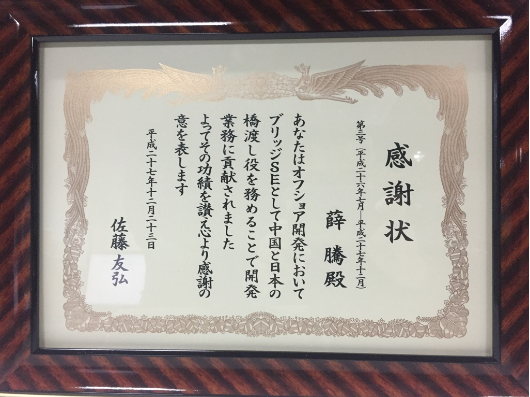 感謝状
第三号(平成二十六年七月―平成二十七年十二月)
薛 騰殿
あなたはオフショア開発において
ブリッジSEとして中国と日本の
橋渡し役を務めることで開発
業務に貢献されました
よってその功績を讃え心より感謝の
意を表します
平成二十七年十二月二十三日
佐藤 友弘